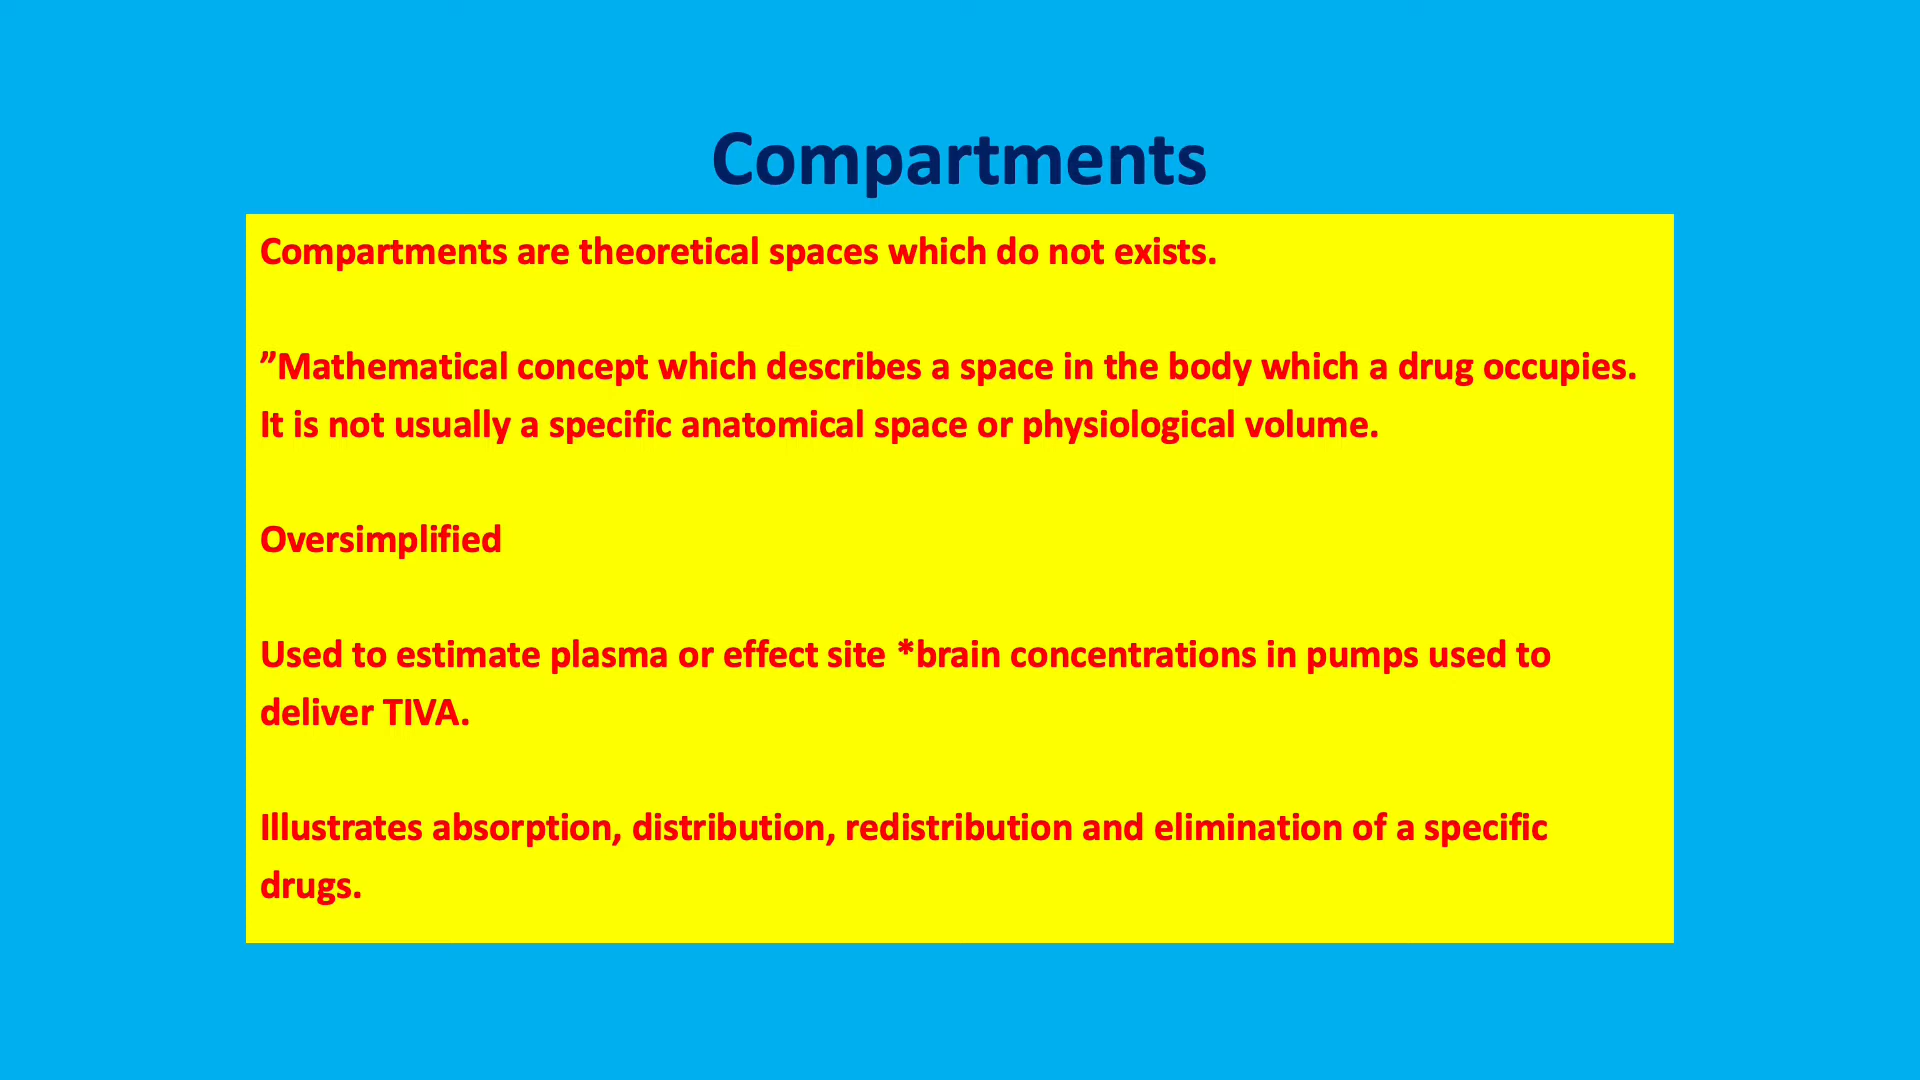 Compartments
Compartments are theoretical spaces which do not exists.
”Mathematical concept which describes a space in the body which a drug occupies.
It is not usually a specific anatomical space or physiological volume.
Oversimplified
Used to estimate plasma or effect site *brain concentrations in pumps used to
deliver TIVA.
Illustrates absorption, distribution, redistribution and elimination of a specific
drugs.